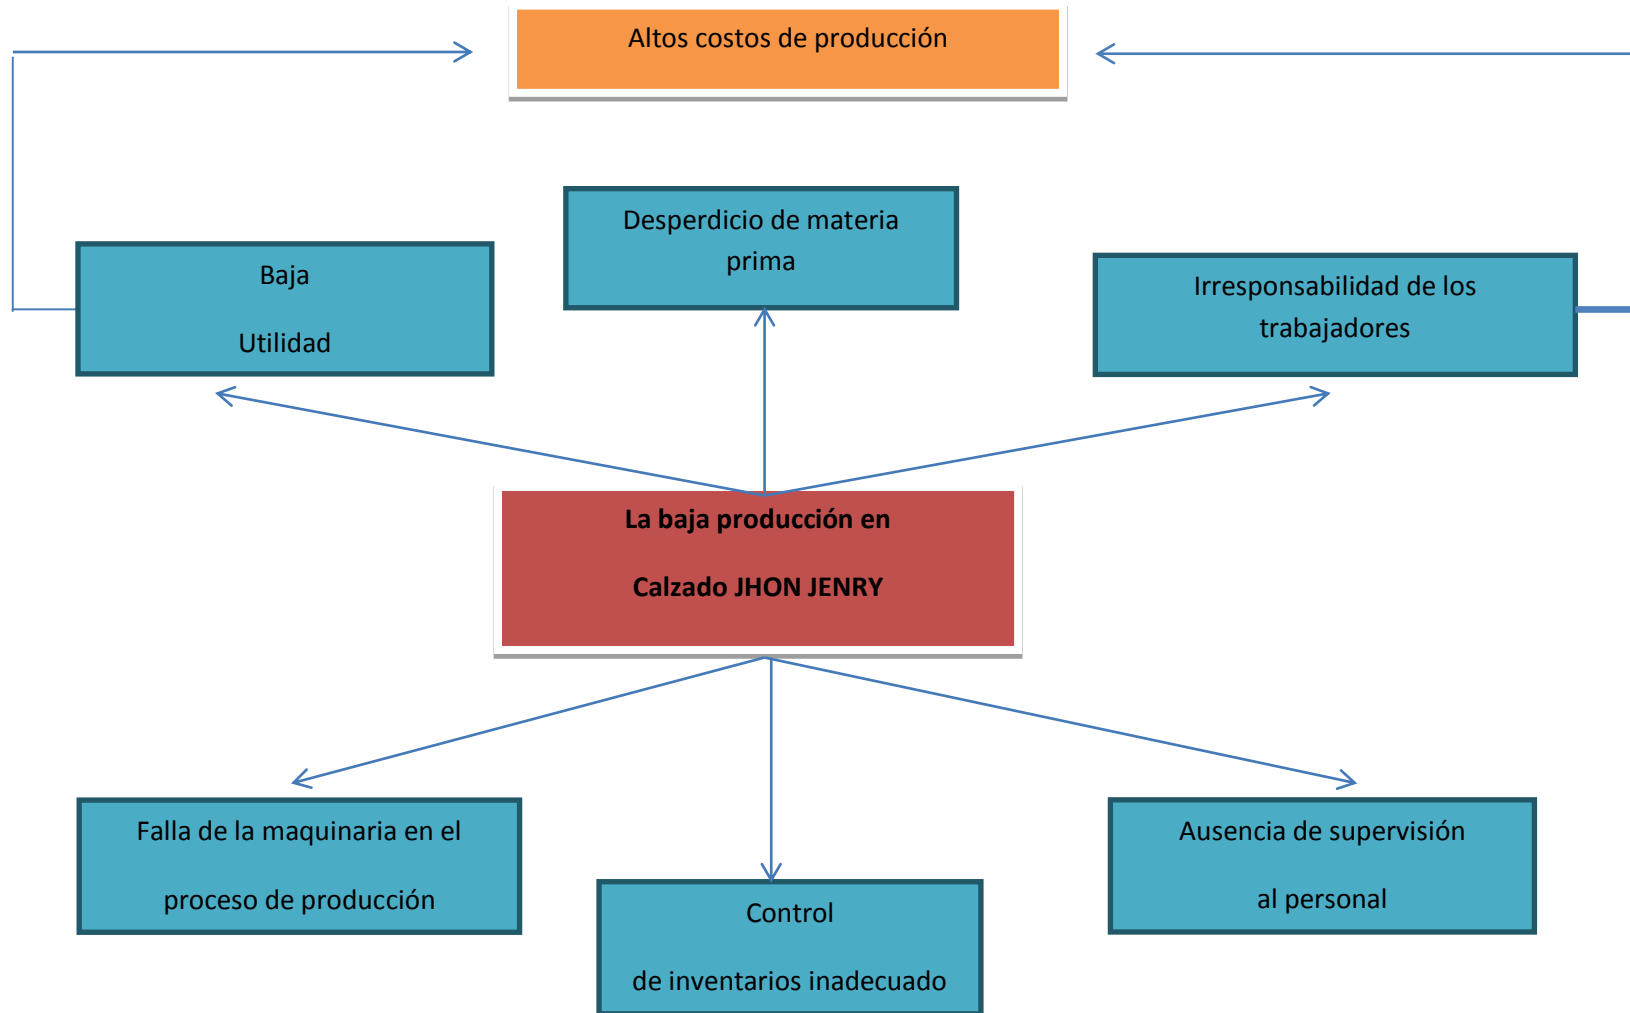 Altos costos de producción
Desperdicio de materia
prima
Baja
Utilidad
Irresponsabilidad de los
trabajadores
La baja producción en
Calzado JHON JENRY
Falla de la maquinaria en el
proceso de producción
Control
de inventarios inadecuado
Ausencia de supervisión
al personal